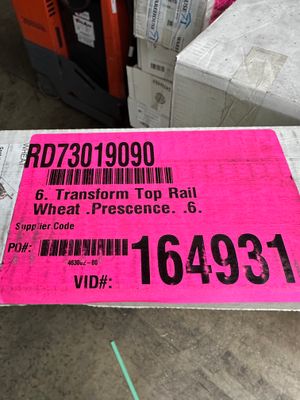 RD73019090
6. Transform Top Rail
Wheat .Prescence. .6.
Supplier Code
PO#:
VID#:
164931